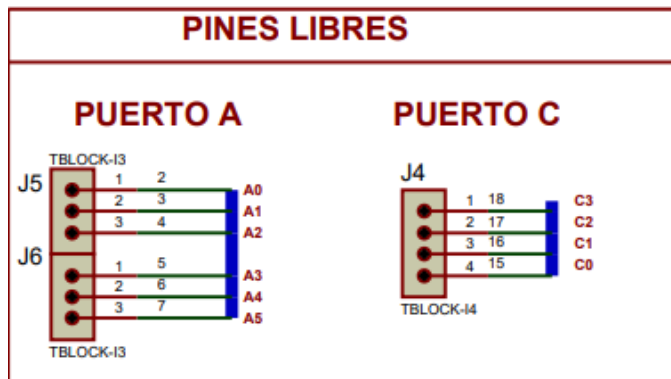 PINES LIBRES
PUERTO A
TBLOCK-I3
J5
1 2 A0
2 3 A1
3 4 A2
J6
1 5 A3
2 6 A4
3 7 A5
TBLOCK-I3
PUERTO C
J4
1 18 C3
2 17 C2
3 16 C1
4 15 C0
TBLOCK-I4